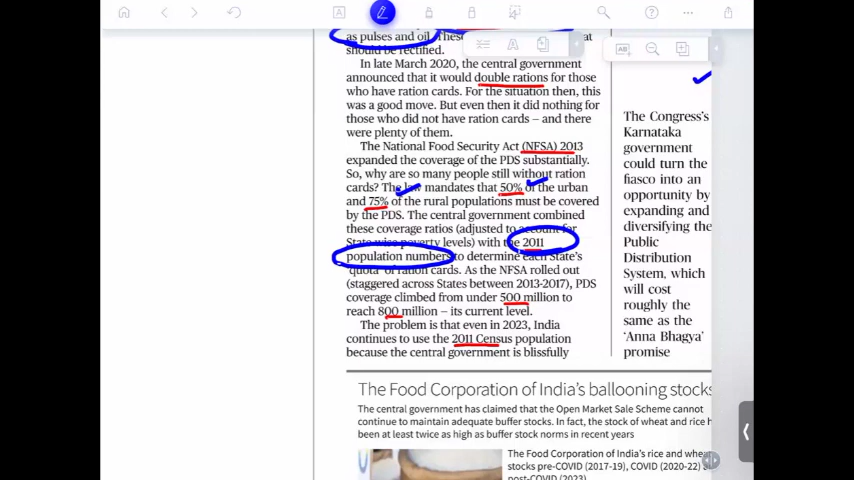 as pulses and oil. These
at
should be rectified.
In late March 2020, the central government
announced that it would double rations for those
who have ration cards. For the situation then, this
was a good move. But even then it did nothing for
those who did not have ration cards – and there
were plenty of them.
The National Food Security Act (NFSA) 2013
expanded the coverage of the PDS substantially.
So, why are so many people still without ration
cards? The law mandates that 50% of the urban
and 75% of the rural populations must be covered
by the PDS. The central government combined
these coverage ratios (adjusted to account for
State-wise poverty levels) with the 2011
population numbers to determine each State's
'quota' of ration cards. As the NFSA rolled out
(staggered across States between 2013-2017), PDS
coverage climbed from under 500 million to
reach 800 million – its current level.
The problem is that even in 2023, India
continues to use the 2011 Census population
because the central government is blissfully
The Congress's
Karnataka
government
could turn the
fiasco into an
opportunity by
expanding and
diversifying the
Public
Distribution
System, which
will cost
roughly the
same as the
'Anna Bhagya'
promise
The Food Corporation of India's ballooning stocks
The central government has claimed that the Open Market Sale Scheme cannot
continue to maintain adequate buffer stocks. In fact, the stock of wheat and rice h
been at least twice as high as buffer stock norms in recent years
The Food Corporation of India's rice and whea
stocks pre-COVID (2017-19), COVID (2020-22) a
post-COVID (2023)